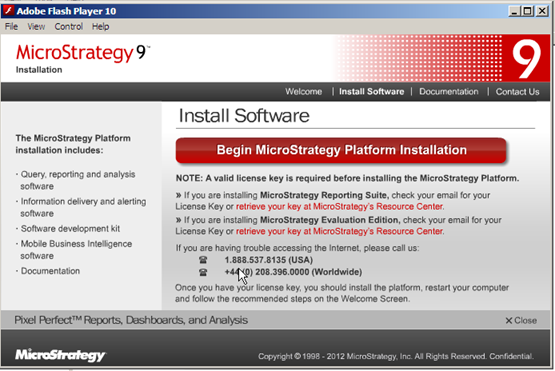 Adobe Flash Player 10
File View Control Help
MicroStrategy 9™
Installation
9
Welcome | Install Software | Documentation | Contact Us
Install Software
Begin MicroStrategy Platform Installation
The MicroStrategy Platform
installation includes:
· Query, reporting and analysis
software
· Information delivery and alerting
software
· Software development kit
· Mobile Business Intelligence
software
· Documentation
NOTE: A valid license key is required before installing the MicroStrategy Platform.
» If you are installing MicroStrategy Reporting Suite, check your email for your
License Key or retrieve your key at MicroStrategy's Resource Center.
» If you are installing MicroStrategy Evaluation Edition, check your email for your
License Key or retrieve your key at MicroStrategy's Resource Center.
If you are having trouble accessing the Internet, please call us:
☎ 1.888.537.8135 (USA)
☎ +44(0) 208.396.0000 (Worldwide)
Once you have your license key, you should install the platform, restart your computer
and follow the recommended steps on the Welcome Screen.
Pixel Perfect™ Reports, Dashboards, and Analysis
× Close
MicroStrategy
Copyright © 1998 - 2012 MicroStrategy, Inc. All Rights Reserved. Confidential.